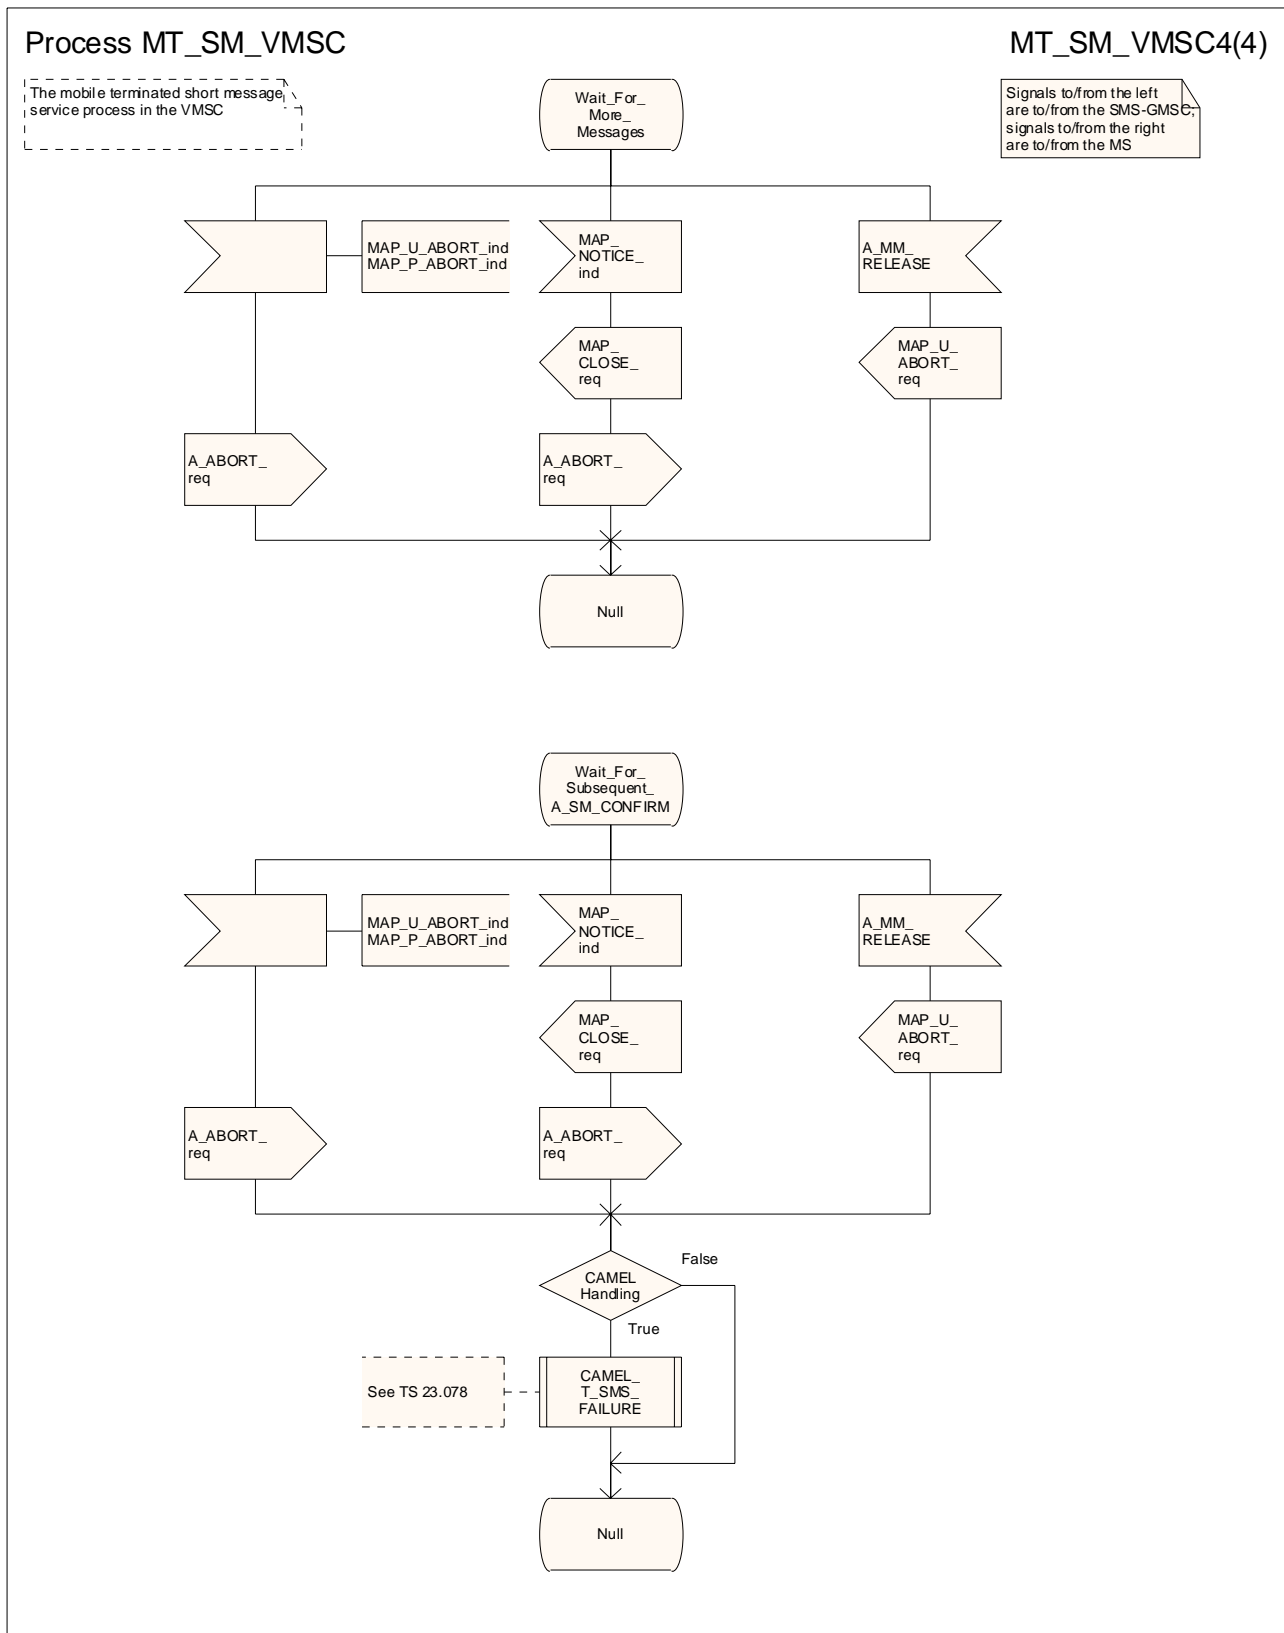 Process MT_SM_VMSC
MT_SM_VMSC4(4)
The mobile terminated short message
service process in the VMSC
Signals to/from the left
are to/from the SMS-GMSC;
signals to/from the right
are to/from the MS
Wait_For_
More_
Messages
MAP_U_ABORT_ind
MAP_P_ABORT_ind
MAP_
NOTICE_
ind
A_MM_
RELEASE
MAP_
CLOSE_
req
MAP_U_
ABORT_
req
A_ABORT_
req
A_ABORT_
req
Null
Wait_For_
Subsequent_
A_SM_CONFIRM
MAP_U_ABORT_ind
MAP_P_ABORT_ind
MAP_
NOTICE_
ind
A_MM_
RELEASE
MAP_
CLOSE_
req
MAP_U_
ABORT_
req
A_ABORT_
req
A_ABORT_
req
False
CAMEL
Handling
True
See TS 23.078
CAMEL_
T_SMS_
FAILURE
Null